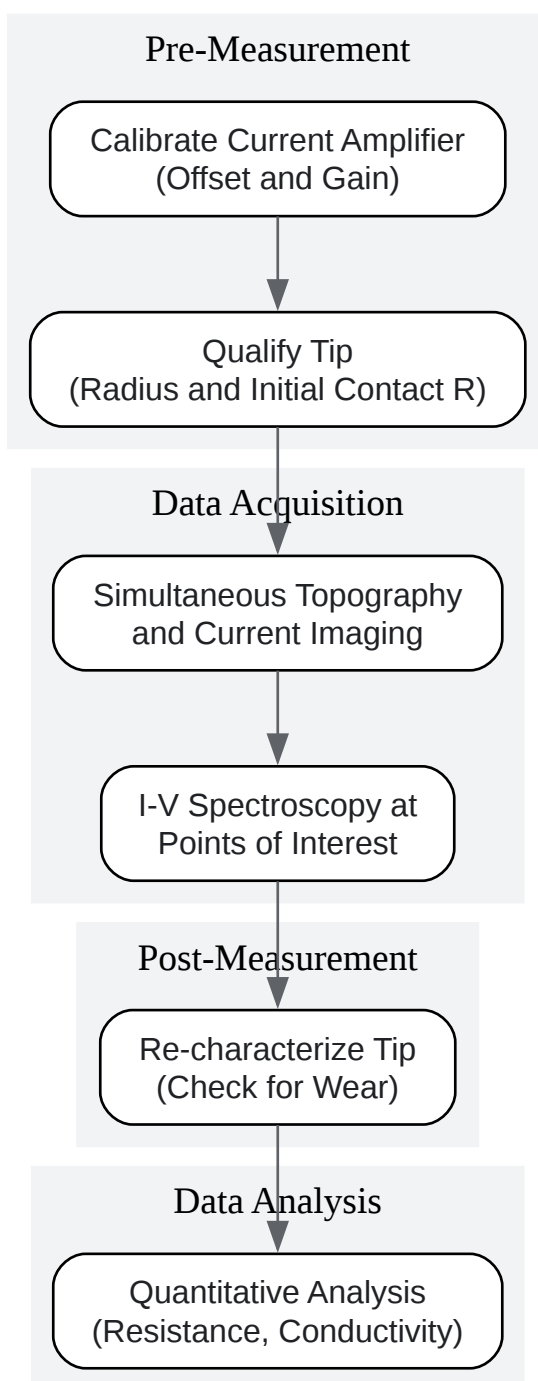 Pre-Measurement
Calibrate Current Amplifier
(Offset and Gain)
Qualify Tip
(Radius and Initial Contact R)
Data Acquisition
Simultaneous Topography
and Current Imaging
I-V Spectroscopy at
Points of Interest
Post-Measurement
Re-characterize Tip
(Check for Wear)
Data Analysis
Quantitative Analysis
(Resistance, Conductivity)